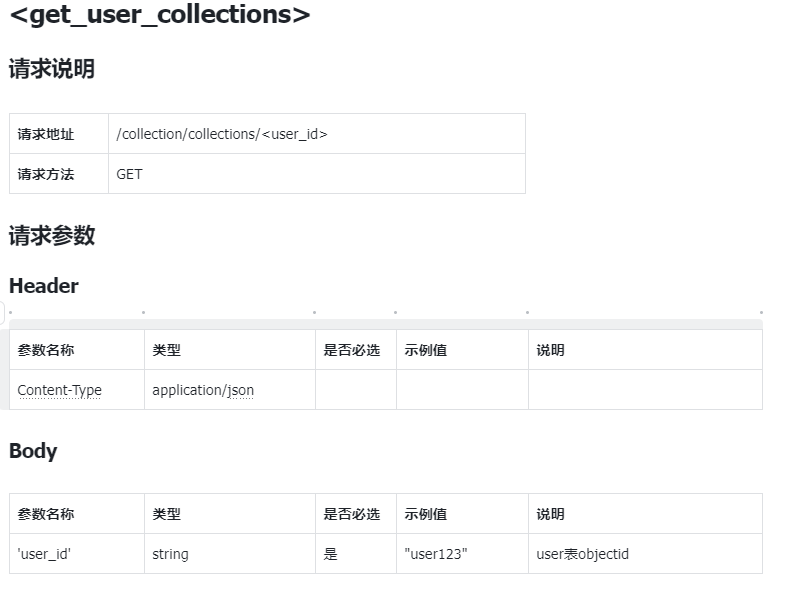 <get_user_collections>
请求说明
请求地址 /collection/collections/<user_id>
请求方法 GET
请求参数
Header
参数名称 类型 是否必选 示例值 说明
Content-Type application/json
Body
参数名称 类型 是否必选 示例值 说明
'user_id' string 是 "user123" user表objectid